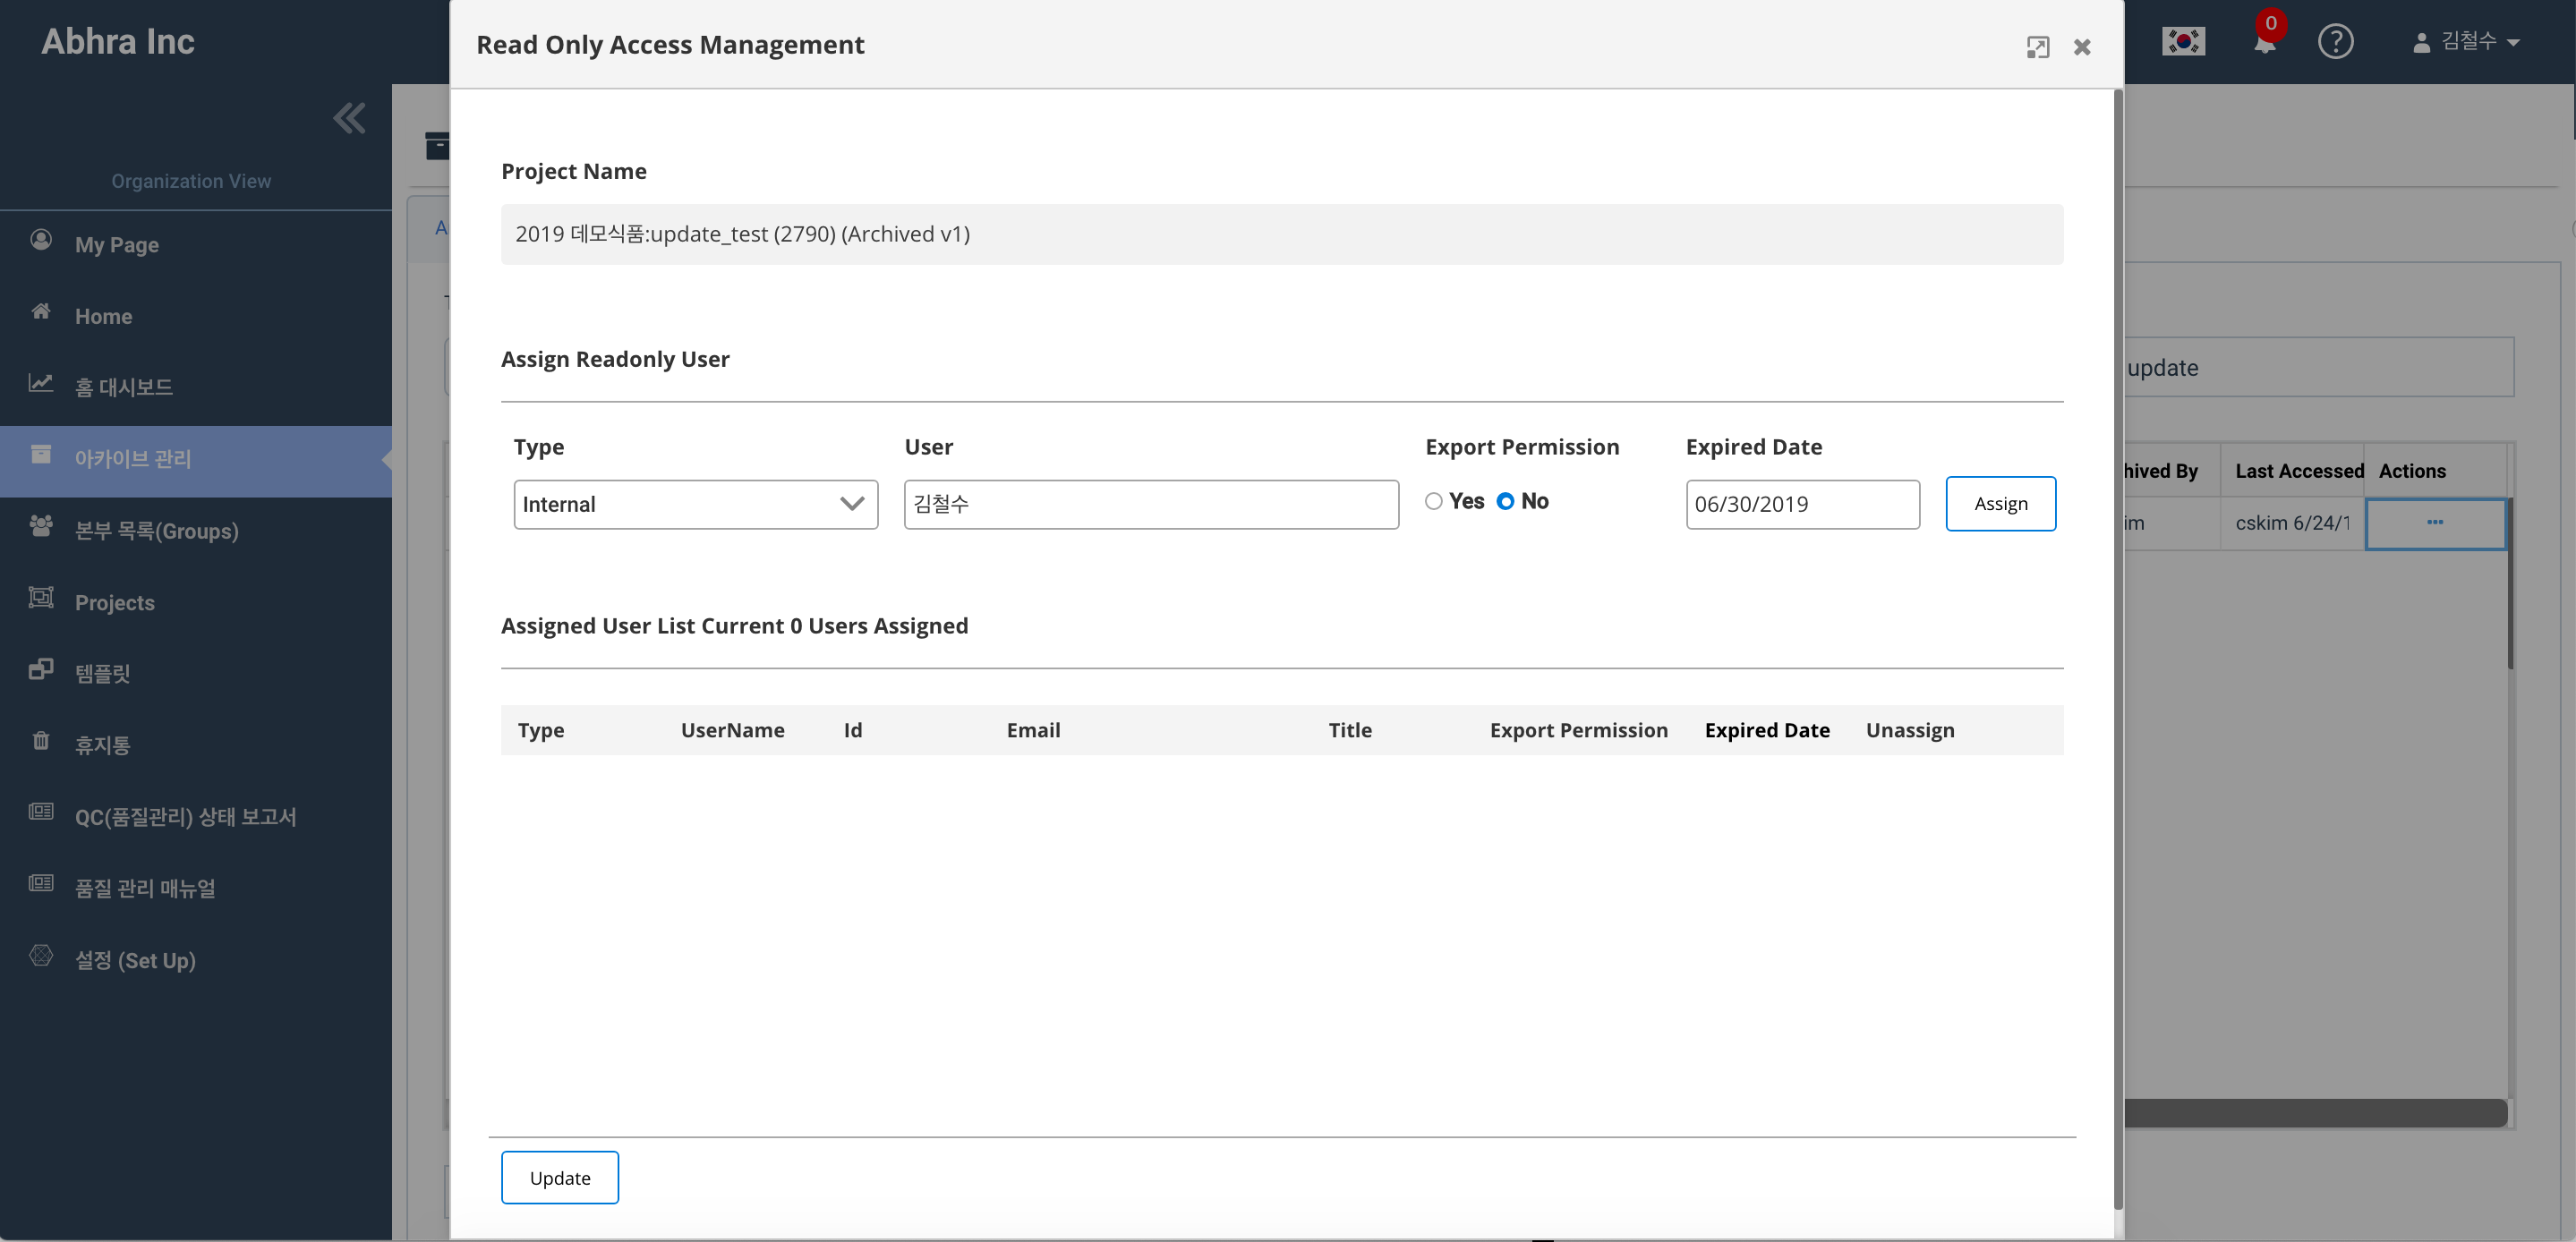 Abhra Inc
Read Only Access Management
0
?
김철수
Organization View
My Page
Home
홈 대시보드
아카이브 관리
본부 목록(Groups)
Projects
템플릿
휴지통
QC(품질관리) 상태 보고서
품질 관리 매뉴얼
설정 (Set Up)
Project Name
2019 데모식품:update_test (2790) (Archived v1)
Assign Readonly User
Type User Export Permission Expired Date
Internal 김철수 Yes No 06/30/2019 Assign
Assigned User List Current 0 Users Assigned
Type UserName Id Email Title Export Permission Expired Date Unassign
Update
A
update
hived By Last Accessed Actions
im cskim 6/24/1 ...